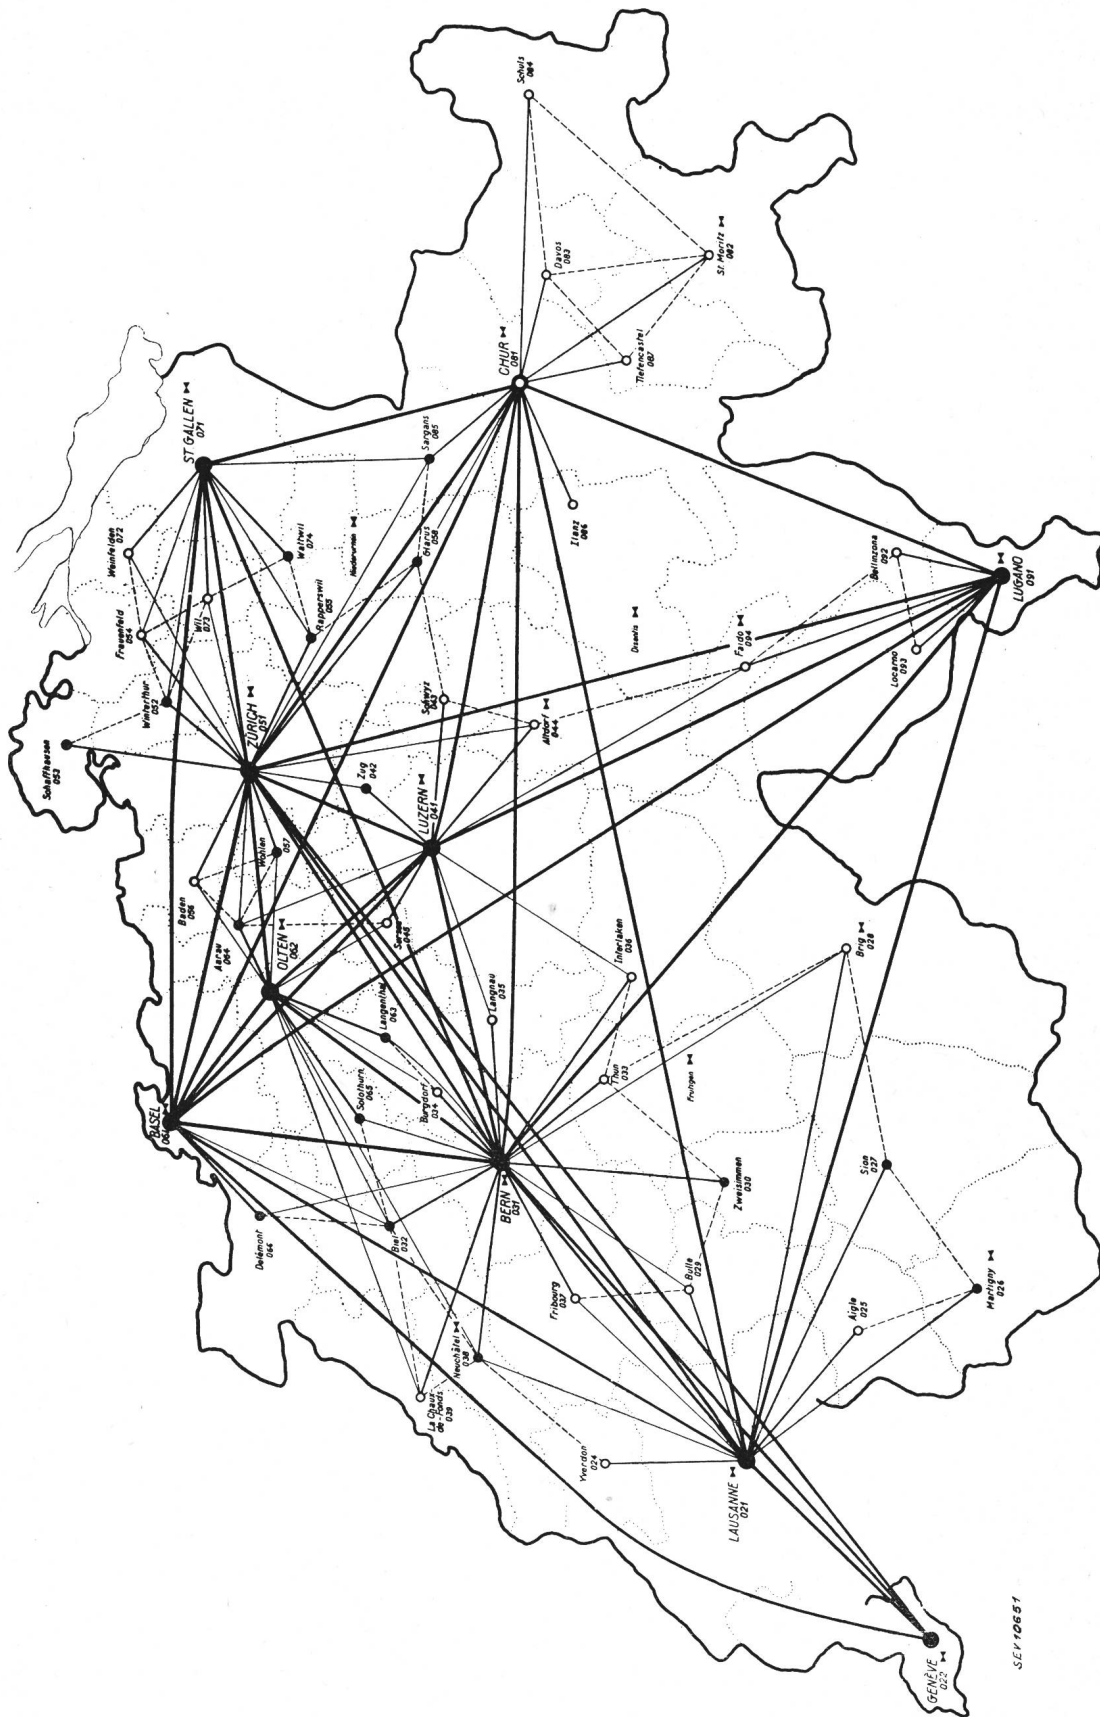 Schaffhausen
053
Weinfelden
072
Frauenfeld
054
Winterthur
052
ST GALLEN
071
Wil
073
BASEL
061
Baden
056
Aarau
064
ZÜRICH
051
Wohlen
057
OLTEN
062
Wattwil
074
Rapperswil
055
Delémont
066
Niederurnen
Zug
042
Solothurn
065
Langenthal
063
Sursee
045
Biel
032
Glarus
058
Sargans
085
LUZERN
041
Schwyz
043
Burgdorf
034
La Chaux-
de-Fonds
039
Neuchâtel
038
Langnau
035
BERN
031
CHUR
081
Schuls
084
Altdorf
044
Davos
083
Fribourg
037
Ilanz
086
Yverdon
024
Thun
033
Interlaken
036
Disentis
Tiefencastel
087
Bulle
029
Frutigen
St. Moritz
082
Zweisimmen
030
LAUSANNE
021
Faido
094
Aigle
025
Brig
028
Sion
027
Bellinzona
092
Locarno
093
GENÈVE
022
Martigny
026
LUGANO
091
SEV 10651